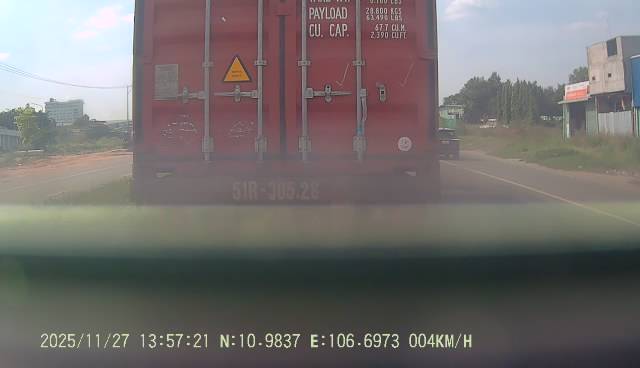 PAYLOAD
28.800 KGS
63.490 LBS
CU. CAP.
67.7 CU.M
2.390 CU.FT
51R-305.28
2025/11/27 13:57:21 N:10.9837 E:106.6973 004KM/H